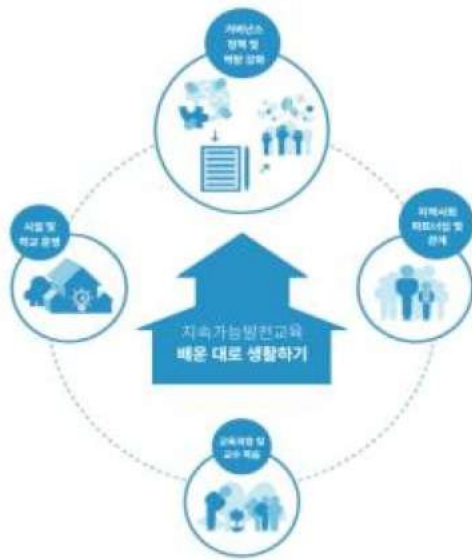 거버넌스
정책 및
역량 강화
시설 및
학교 운영
지역사회
파트너십 및
관계
지속가능발전교육
배운 대로 생활하기
교육과정 및
교수 학습